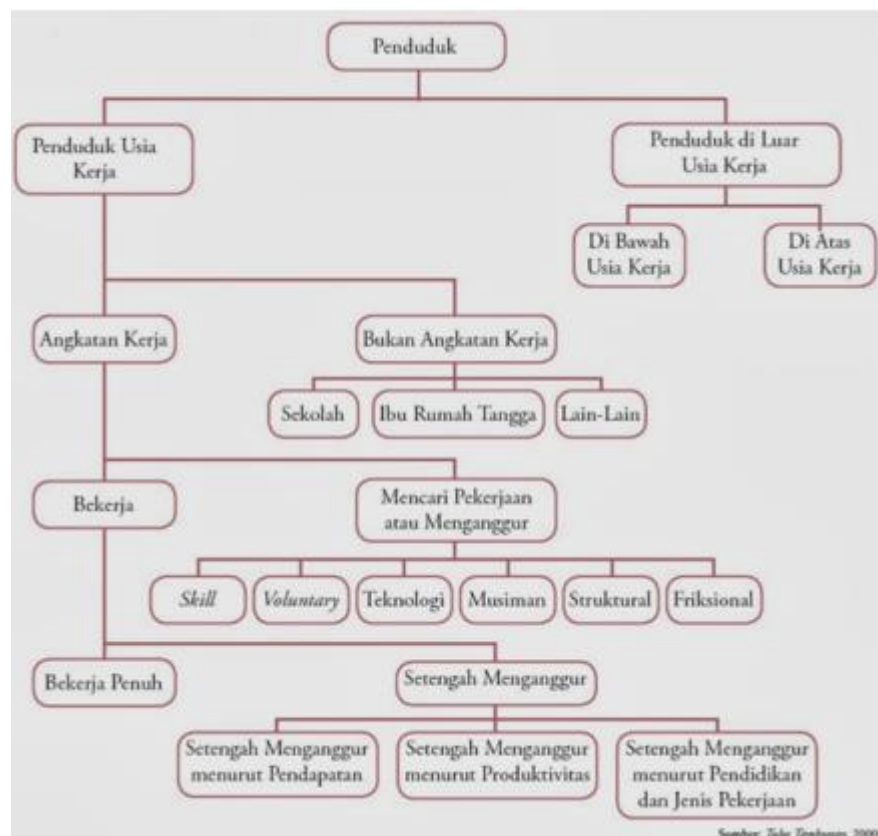 Penduduk
Penduduk Usia
Kerja
Penduduk di Luar
Usia Kerja
Di Bawah
Usia Kerja
Di Atas
Usia Kerja
Angkatan Kerja
Bukan Angkatan Kerja
Sekolah
Ibu Rumah Tangga
Lain-Lain
Bekerja
Mencari Pekerjaan
atau Menganggur
Skill
Voluntary
Teknologi
Musiman
Struktural
Friksional
Bekerja Penuh
Setengah Menganggur
Setengah Menganggur
menurut Pendapatan
Setengah Menganggur
menurut Produktivitas
Setengah Menganggur
menurut Pendidikan
dan Jenis Pekerjaan
Sumber: